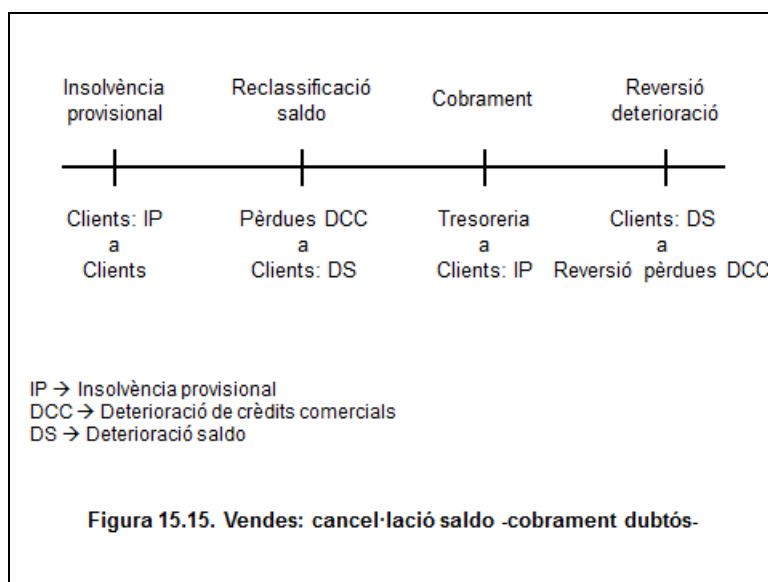 Insolvència
provisional
Reclassificació
saldo
Cobrament
Reversió
deterioració
Clients: IP
a
Clients
Pèrdues DCC
a
Clients: DS
Tresoreria
a
Clients: IP
Clients: DS
a
Reversió pèrdues DCC
IP → Insolvència provisional
DCC → Deterioració de crèdits comercials
DS → Deterioració saldo
Figura 15.15. Vendes: cancel·lació saldo -cobrament dubtós-